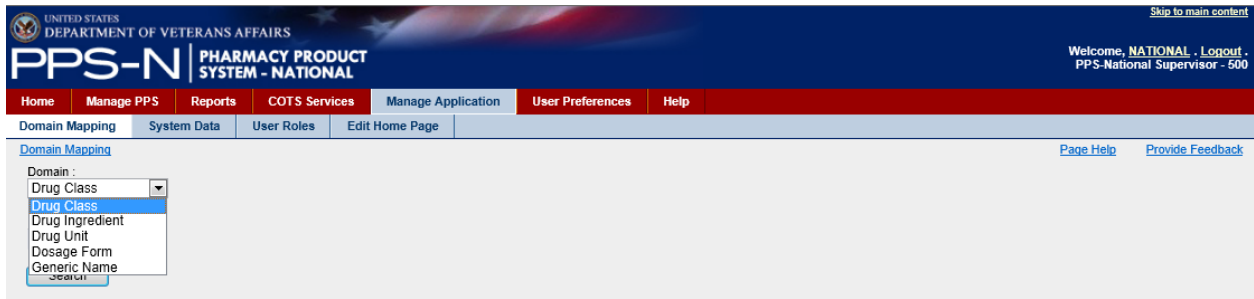 Skip to main content
UNITED STATES
DEPARTMENT OF VETERANS AFFAIRS
PPS-N PHARMACY PRODUCT
SYSTEM - NATIONAL
Welcome, NATIONAL . Logout .
PPS-National Supervisor - 500
Home Manage PPS Reports COTS Services Manage Application User Preferences Help
Domain Mapping System Data User Roles Edit Home Page
Domain Mapping Page Help Provide Feedback
Domain :
Drug Class
Drug Class
Drug Ingredient
Drug Unit
Dosage Form
Generic Name
Search